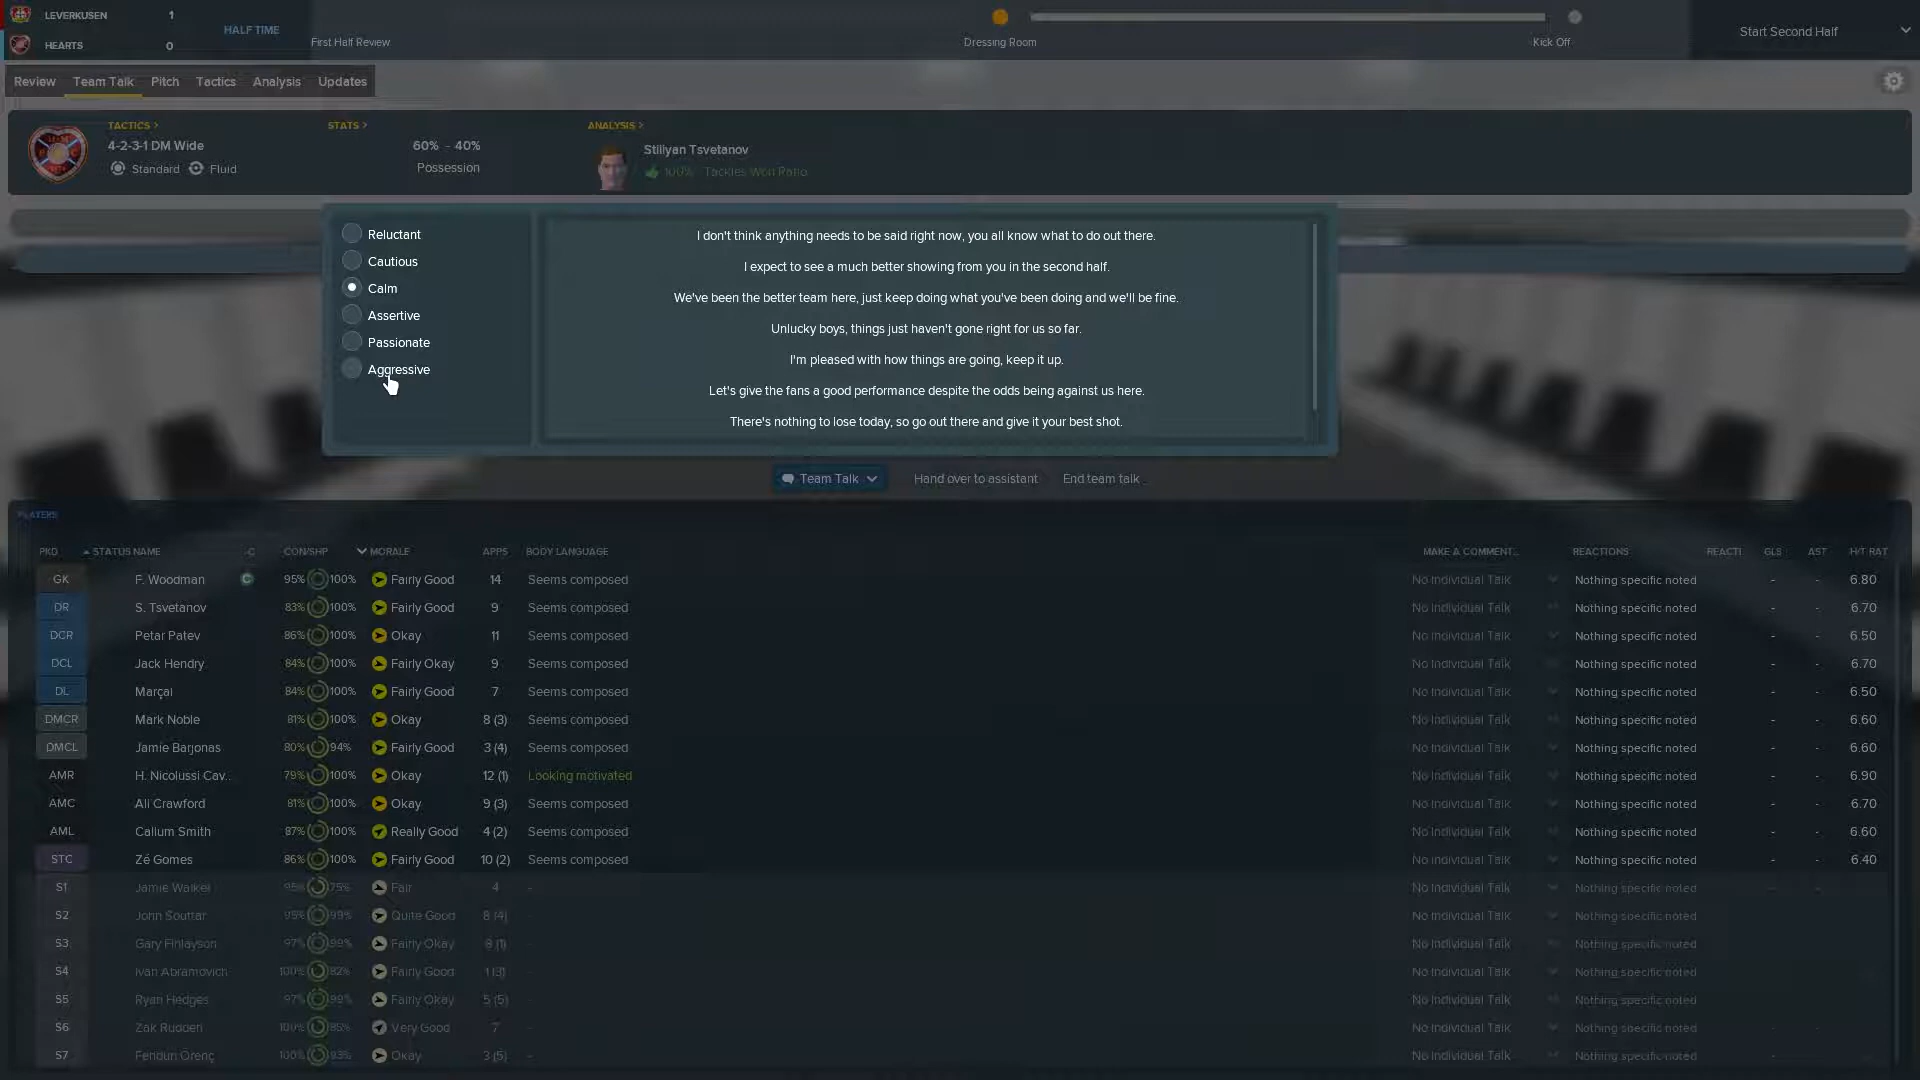 LEVERKUSEN 1
HEARTS 0
HALF TIME
First Half Review
Dressing Room
Kick Off
Start Second Half
Review Team Talk Pitch Tactics Analysis Updates
TACTICS > STATS > ANALYSIS >
4-2-3-1 DM Wide 60% - 40% Stiliyan Tsvetanov
Standard Fluid Possession 100% - Tackles Won Ratio
Reluctant
Cautious
Calm
Assertive
Passionate
Aggressive
I don't think anything needs to be said right now, you all know what to do out there.
I expect to see a much better showing from you in the second half.
We've been the better team here, just keep doing what you've been doing and we'll be fine.
Unlucky boys, things just haven't gone right for us so far.
I'm pleased with how things are going, keep it up.
Let's give the fans a good performance despite the odds being against us here.
There's nothing to lose today, so go out there and give it your best shot.
Team Talk Hand over to assistant End team talk
PLAYERS
PKD STATUS NAME -C CON/SHP MORALE APPS BODY LANGUAGE MAKE A COMMENT... REACTIONS REACTI GLS AST H/T RAT
GK F. Woodman C 95% 100% Fairly Good 14 Seems composed No Individual Talk Nothing specific noted - - 6.80
DR S. Tsvetanov 83% 100% Fairly Good 9 Seems composed No Individual Talk Nothing specific noted - - 6.70
DCR Petar Patev 86% 100% Okay 11 Seems composed No Individual Talk Nothing specific noted - - 6.50
DCL Jack Hendry 84% 100% Fairly Okay 9 Seems composed No Individual Talk Nothing specific noted - - 6.70
DL Marçal 84% 100% Fairly Good 7 Seems composed No Individual Talk Nothing specific noted - - 6.50
DMCR Mark Noble 81% 100% Okay 8 (3) Seems composed No Individual Talk Nothing specific noted - - 6.60
DMCL Jamie Barjonas 80% 94% Fairly Good 3 (4) Seems composed No Individual Talk Nothing specific noted - - 6.60
AMR H. Nicolussi Cav... 79% 100% Okay 12 (1) Looking motivated No Individual Talk Nothing specific noted - - 6.90
AMC Ali Crawford 81% 100% Okay 9 (3) Seems composed No Individual Talk Nothing specific noted - - 6.70
AML Callum Smith 87% 100% Really Good 4 (2) Seems composed No Individual Talk Nothing specific noted - - 6.60
STC Zé Gomes 86% 100% Fairly Good 10 (2) Seems composed No Individual Talk Nothing specific noted - - 6.40
S1 Jamie Walker 95% 75% Fair 4 - No Individual Talk Nothing specific noted - -
S2 John Souttar 95% 99% Quite Good 8 (4) - No Individual Talk Nothing specific noted
S3 Gary Finlayson 97% 99% Fairly Okay 8 (1) - No Individual Talk Nothing specific noted
S4 Ivan Abramovich 100% 82% Fairly Good 1 (3) - No Individual Talk Nothing specific noted
S5 Ryan Hedges 97% 99% Fairly Okay 5 (5) - No Individual Talk Nothing specific noted
S6 Zak Rudden 100% 85% Very Good 7 - No Individual Talk Nothing specific noted - -
S7 100% 93% Okay 3 (5) - No Individual Talk Nothing specific noted